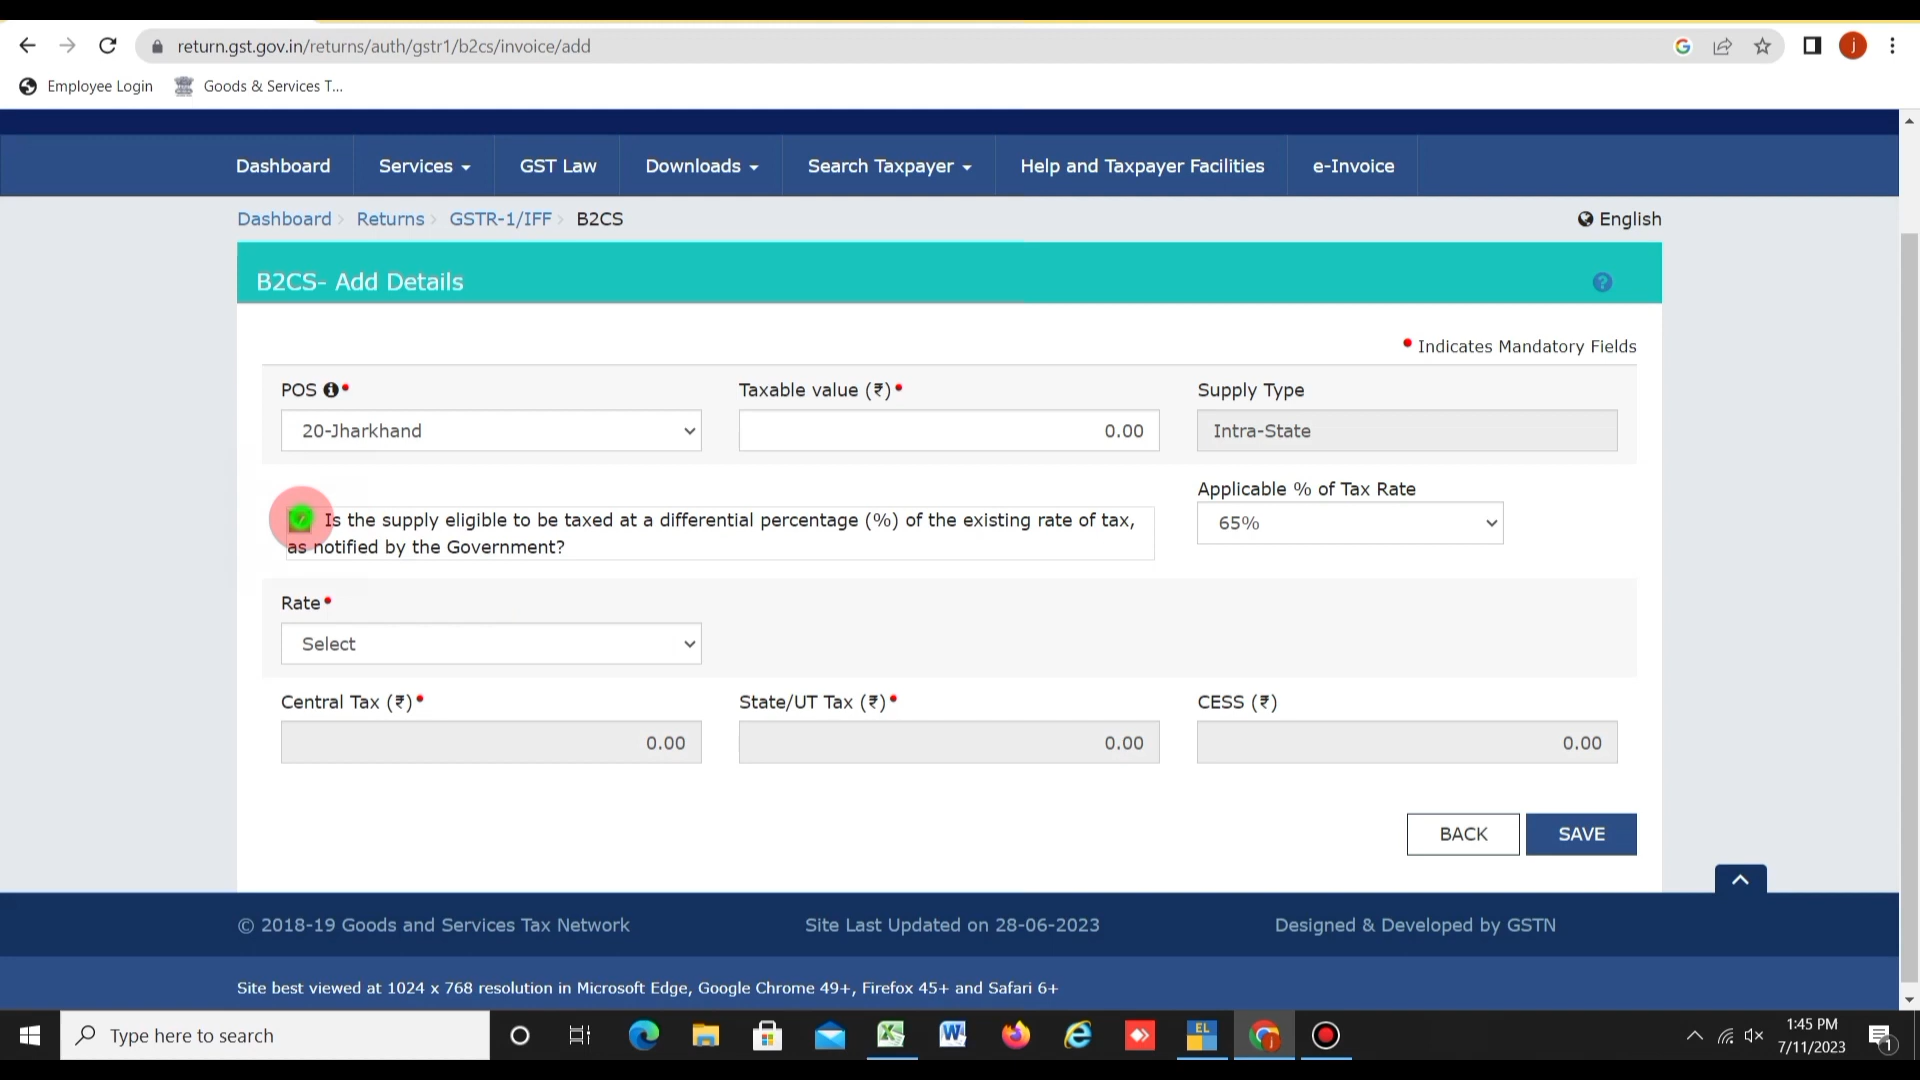 return.gst.gov.in/returns/auth/gstr1/b2cs/invoice/add
j
Employee Login
Goods & Services T...
Dashboard
Services
GST Law
Downloads
Search Taxpayer
Help and Taxpayer Facilities
e-Invoice
Dashboard
Returns
GSTR-1/IFF
B2CS
English
B2CS- Add Details
?
• Indicates Mandatory Fields
POS •
Taxable value (₹) •
Supply Type
20-Jharkhand
0.00
Intra-State
Is the supply eligible to be taxed at a differential percentage (%) of the existing rate of tax,
as notified by the Government?
Applicable % of Tax Rate
65%
Rate •
Select
Central Tax (₹) •
State/UT Tax (₹) •
CESS (₹)
0.00
0.00
0.00
BACK
SAVE
© 2018-19 Goods and Services Tax Network
Site Last Updated on 28-06-2023
Designed & Developed by GSTN
Site best viewed at 1024 x 768 resolution in Microsoft Edge, Google Chrome 49+, Firefox 45+ and Safari 6+
Type here to search
EL
1:45 PM
7/11/2023
1